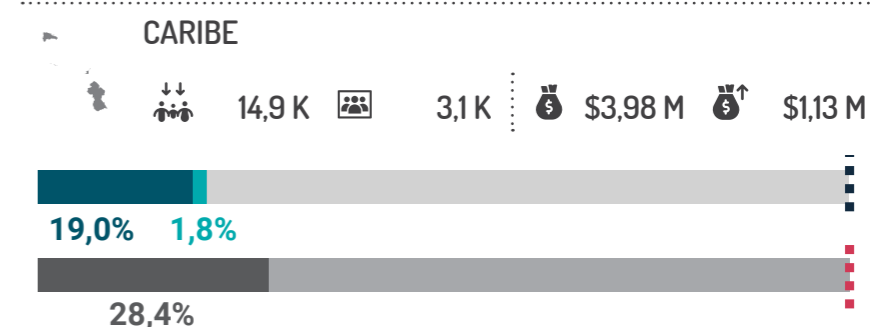 CARIBE
14,9 K 3,1 K $3,98 M $1,13 M
19,0% 1,8%
28,4%